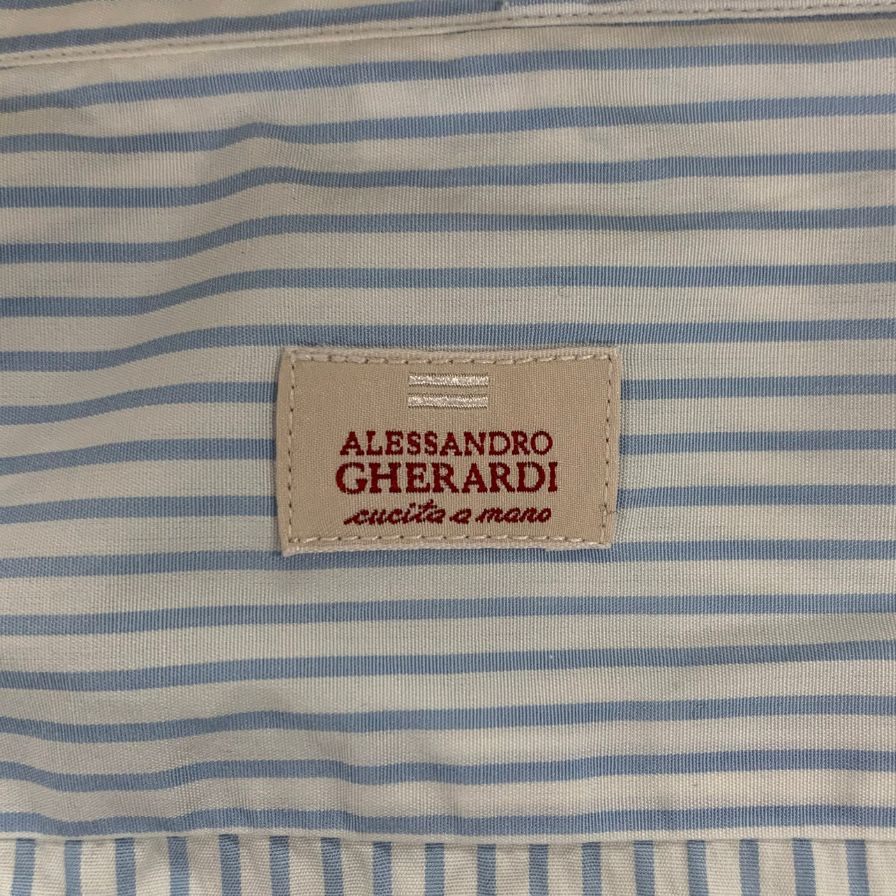 ALESSANDRO
GHERARDI
cucita a mano